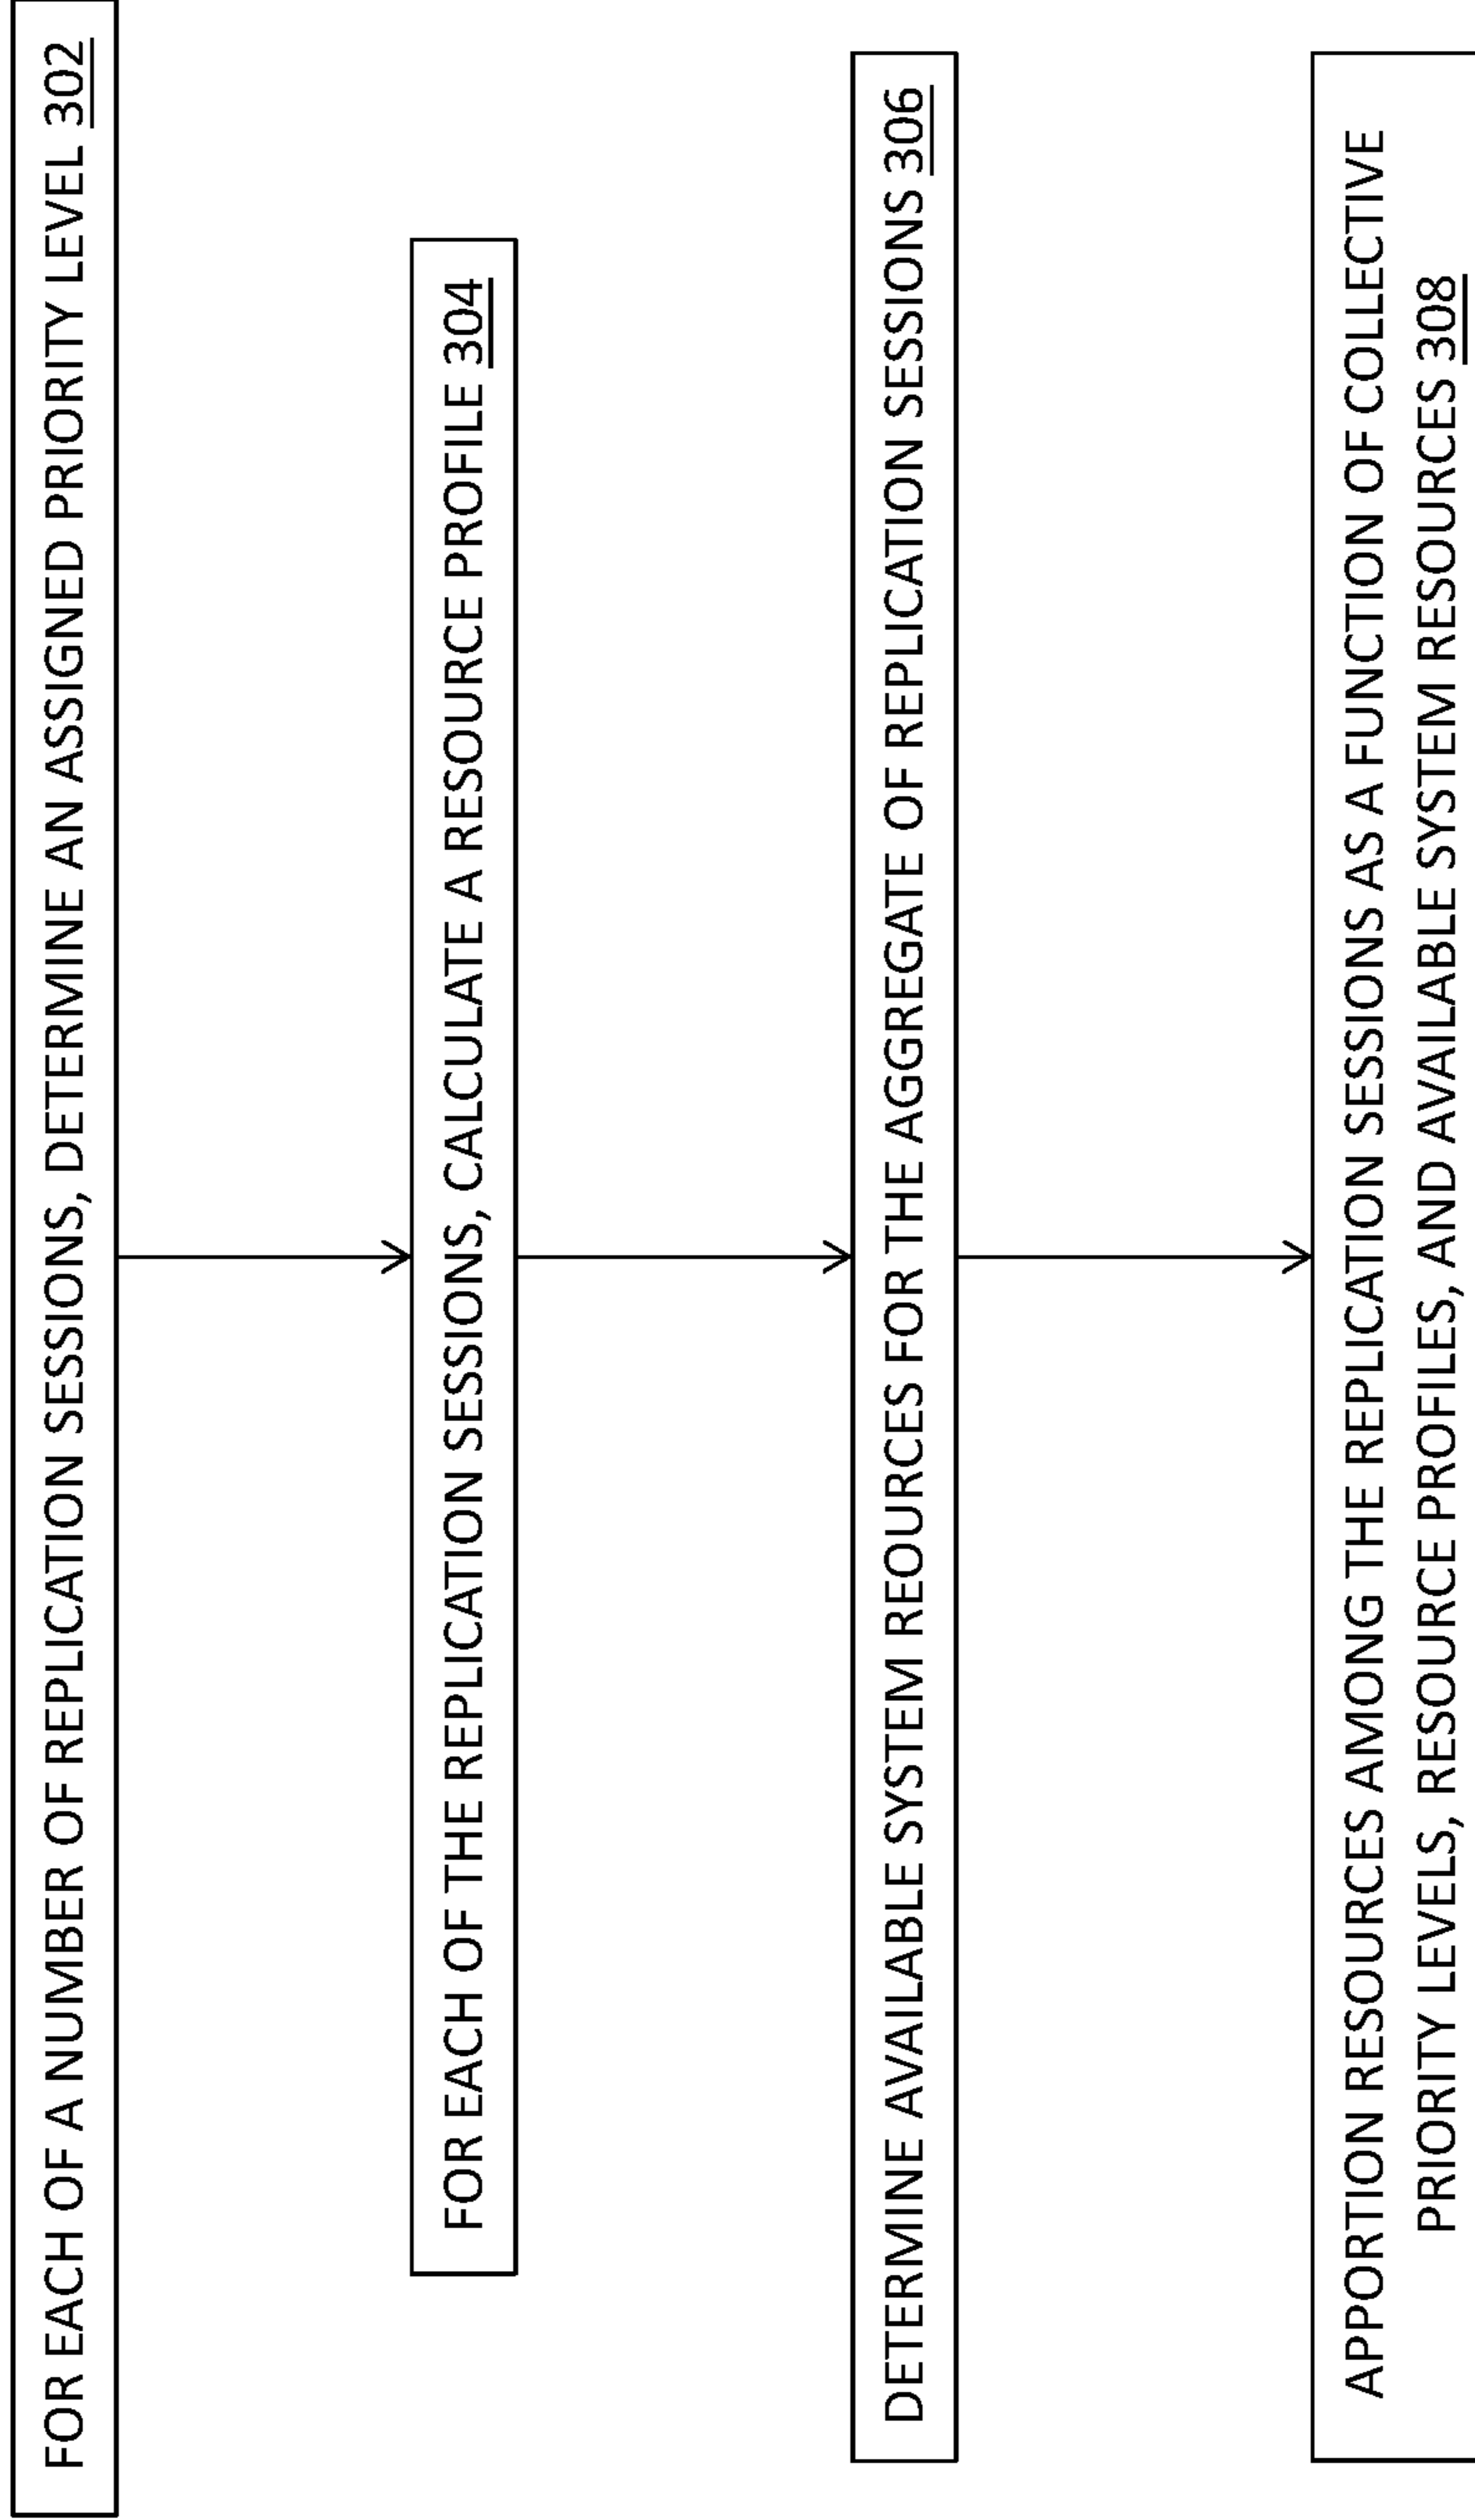 FOR EACH OF A NUMBER OF REPLICATION SESSIONS, DETERMINE AN ASSIGNED PRIORITY LEVEL 302
FOR EACH OF THE REPLICATION SESSIONS, CALCULATE A RESOURCE PROFILE 304
DETERMINE AVAILABLE SYSTEM REOURCES FOR THE AGGREGATE OF REPLICATION SESSIONS 306
APPORTION RESOURCES AMONG THE REPLICATION SESSIONS AS A FUNCTION OF COLLECTIVE
PRIORITY LEVELS, RESOURCE PROFILES, AND AVAILABLE SYSTEM RESOURCES 308